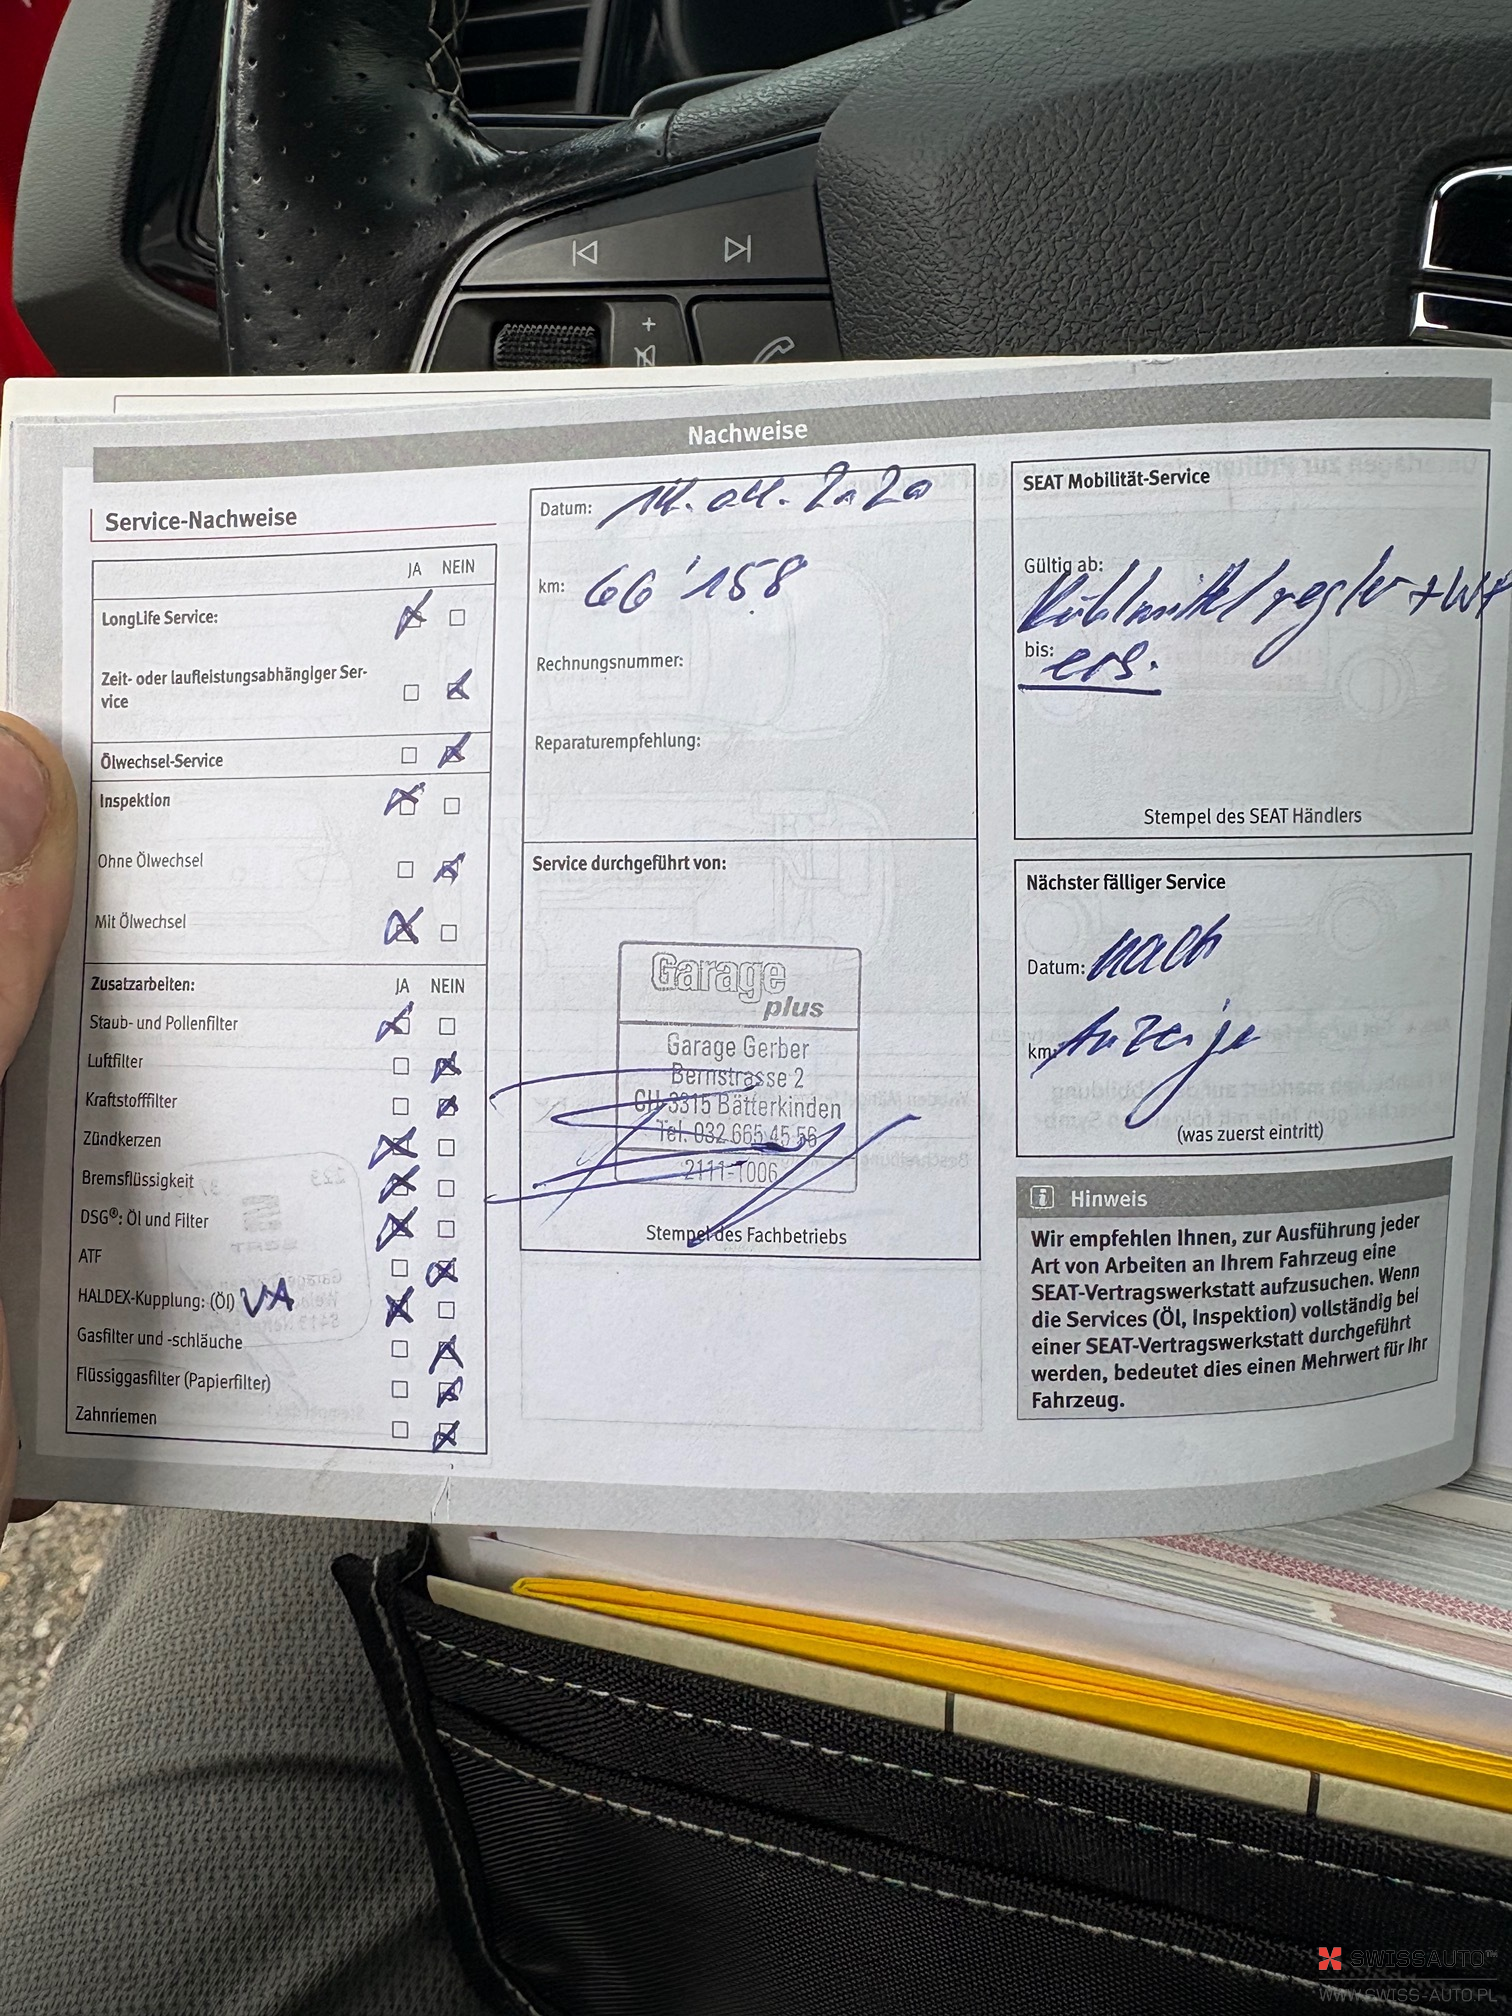 Nachweise
Service-Nachweise
JA NEIN
LongLife Service:
Zeit- oder laufleistungsabhängiger Ser-
vice
Ölwechsel-Service
Inspektion
Ohne Ölwechsel
Mit Ölwechsel
Zusatzarbeiten: JA NEIN
Staub- und Pollenfilter
Luftfilter
Kraftstofffilter
Zündkerzen
Bremsflüssigkeit
DSG®: Öl und Filter
ATF
HALDEX-Kupplung: (Öl) VA
Gasfilter und -schläuche
Flüssiggasfilter (Papierfilter)
Zahnriemen
Datum: 14.04.2020
km: 66'158
Rechnungsnummer:
Reparaturempfehlung:
Service durchgeführt von:
Garage
plus
Garage Gerber
Bernstrasse 2
CH-3315 Bätterkinden
Tel. 032 665 45 56
2111-T006
Stempel des Fachbetriebs
SEAT Mobilität-Service
Gültig ab:
Kühlmittelregler +
bis: ers.
Stempel des SEAT Händlers
Nächster fälliger Service
Datum: nach
km: Anzeige
(was zuerst eintritt)
i Hinweis
Wir empfehlen Ihnen, zur Ausführung jeder
Art von Arbeiten an Ihrem Fahrzeug eine
SEAT-Vertragswerkstatt aufzusuchen. Wenn
die Services (Öl, Inspektion) vollständig bei
einer SEAT-Vertragswerkstatt durchgeführt
werden, bedeutet dies einen Mehrwert für Ihr
Fahrzeug.
SWISSAUTO™
WWW.SWISS-AUTO.PL